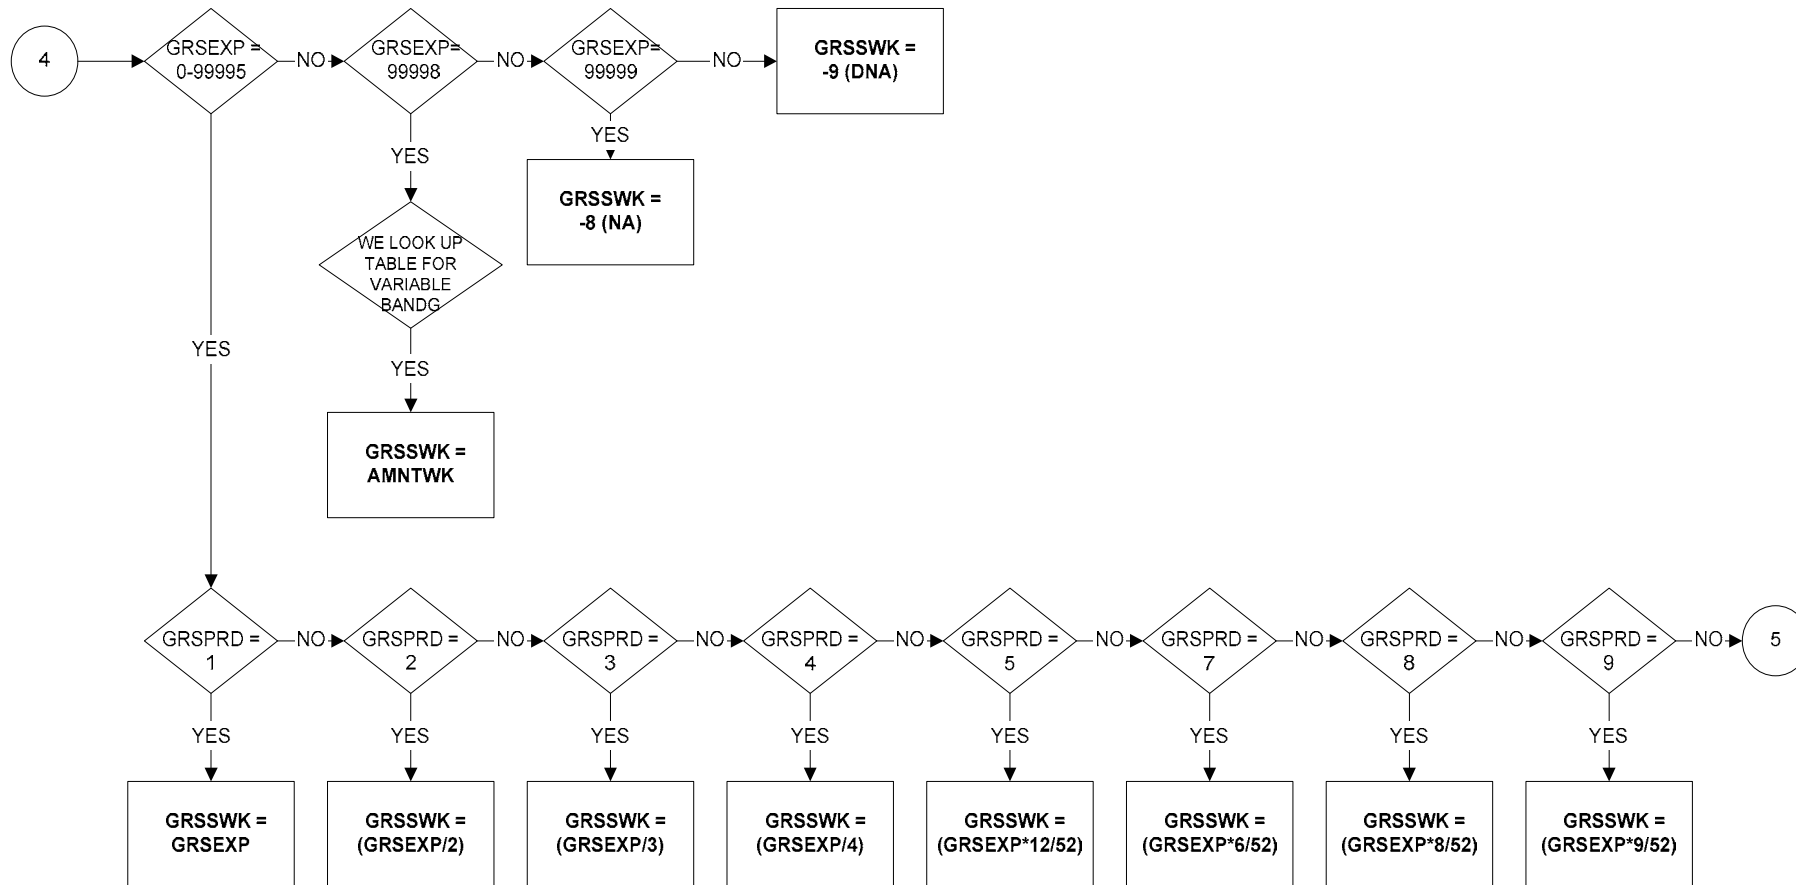 4
GRSEXP =
0-99995
NO
GRSEXP=
99998
NO
GRSEXP=
99999
NO
GRSSWK =
-9 (DNA)
YES
YES
YES
GRSSWK =
-8 (NA)
WE LOOK UP
TABLE FOR
VARIABLE
BANDG
YES
GRSSWK =
AMNTWK
GRSPRD =
1
NO
GRSPRD =
2
NO
GRSPRD =
3
NO
GRSPRD =
4
NO
GRSPRD =
5
NO
GRSPRD =
7
NO
GRSPRD =
8
NO
GRSPRD =
9
NO
5
YES
YES
YES
YES
YES
YES
YES
YES
GRSSWK =
GRSEXP
GRSSWK =
(GRSEXP/2)
GRSSWK =
(GRSEXP/3)
GRSSWK =
(GRSEXP/4)
GRSSWK =
(GRSEXP*12/52)
GRSSWK =
(GRSEXP*6/52)
GRSSWK =
(GRSEXP*8/52)
GRSSWK =
(GRSEXP*9/52)